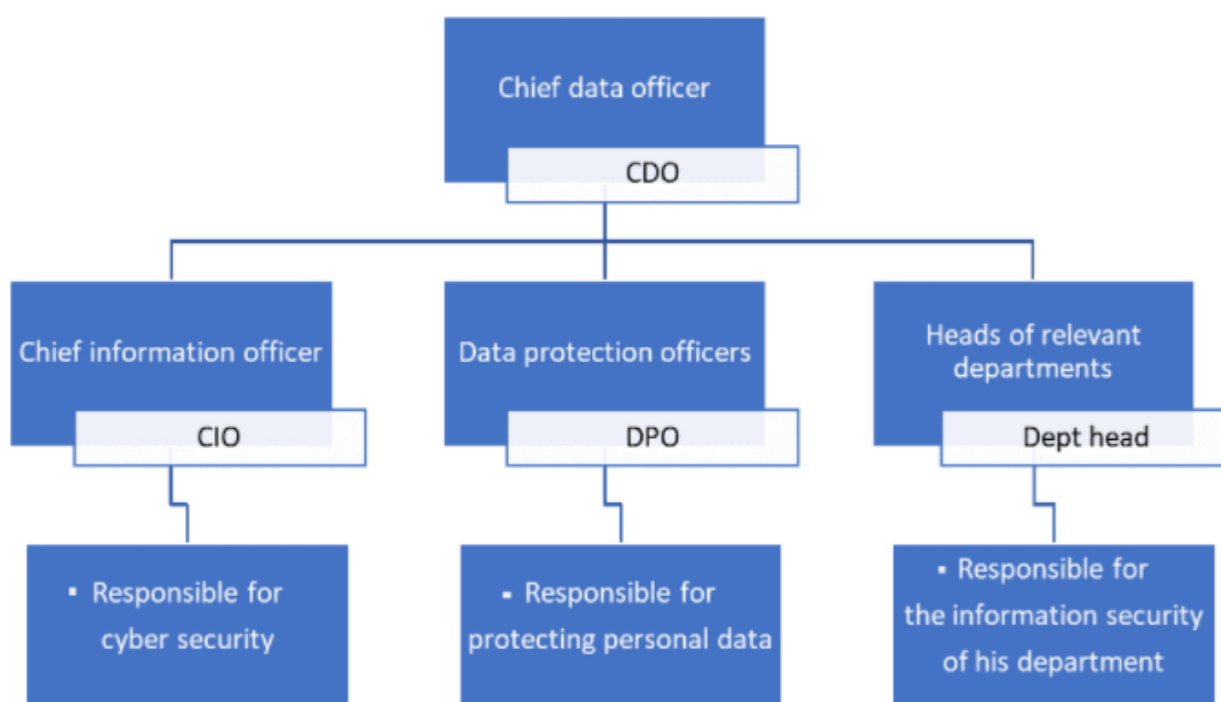 Chief data officer
CDO
Chief information officer
CIO
Data protection officers
DPO
Heads of relevant
departments
Dept head
▪ Responsible for
cyber security
- Responsible for
protecting personal data
▪ Responsible for
the information security
of his department